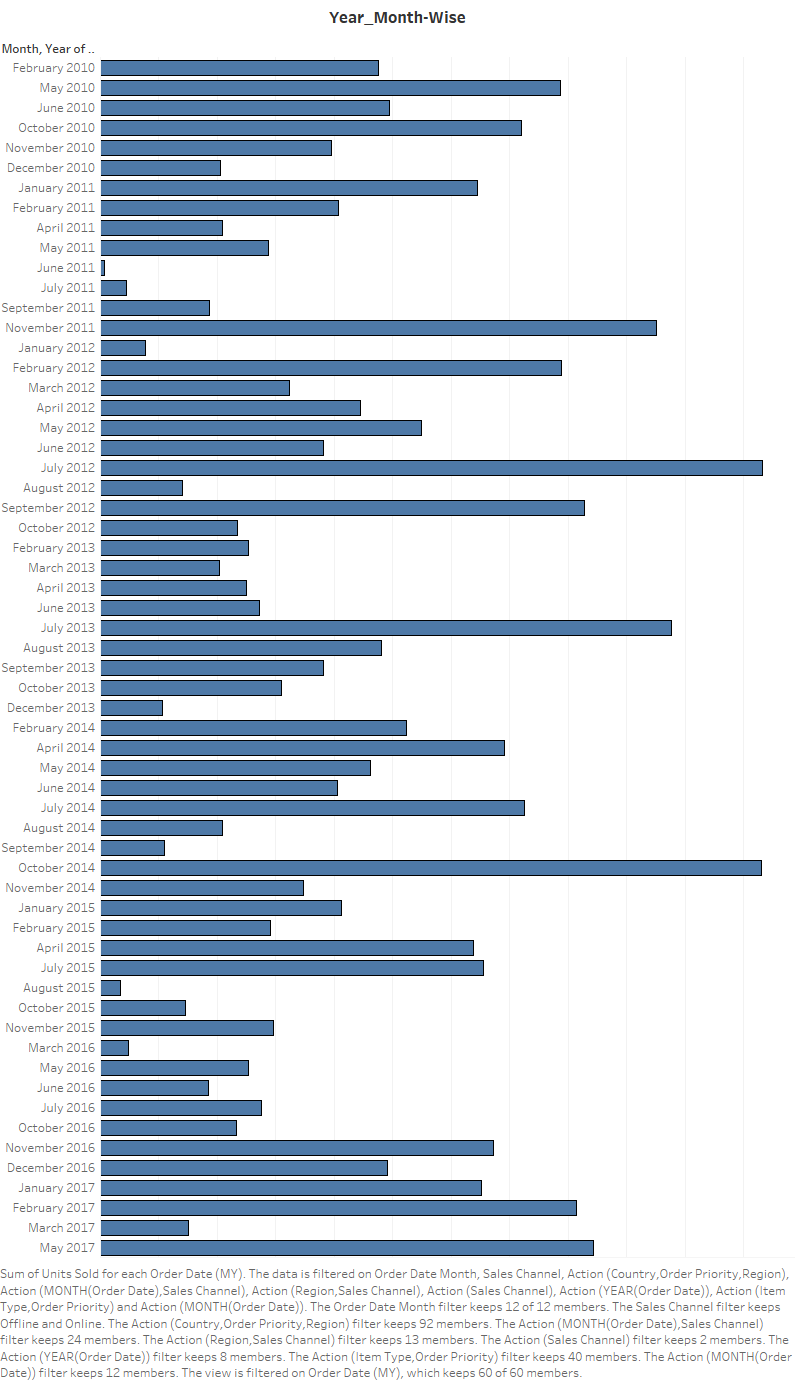 Year_Month-Wise
Month, Year of ..
February 2010
May 2010
June 2010
October 2010
November 2010
December 2010
January 2011
February 2011
April 2011
May 2011
June 2011
July 2011
September 2011
November 2011
January 2012
February 2012
March 2012
April 2012
May 2012
June 2012
July 2012
August 2012
September 2012
October 2012
February 2013
March 2013
April 2013
June 2013
July 2013
August 2013
September 2013
October 2013
December 2013
February 2014
April 2014
May 2014
June 2014
July 2014
August 2014
September 2014
October 2014
November 2014
January 2015
February 2015
April 2015
July 2015
August 2015
October 2015
November 2015
March 2016
May 2016
June 2016
July 2016
October 2016
November 2016
December 2016
January 2017
February 2017
March 2017
May 2017
Sum of Units Sold for each Order Date (MY). The data is filtered on Order Date Month, Sales Channel, Action (Country,Order Priority,Region),
Action (MONTH(Order Date),Sales Channel), Action (Region,Sales Channel), Action (Sales Channel), Action (YEAR(Order Date)), Action (Item
Type,Order Priority) and Action (MONTH(Order Date)). The Order Date Month filter keeps 12 of 12 members. The Sales Channel filter keeps
Offline and Online. The Action (Country,Order Priority,Region) filter keeps 92 members. The Action (MONTH(Order Date),Sales Channel)
filter keeps 24 members. The Action (Region,Sales Channel) filter keeps 13 members. The Action (Sales Channel) filter keeps 2 members. The
Action (YEAR(Order Date)) filter keeps 8 members. The Action (Item Type,Order Priority) filter keeps 40 members. The Action (MONTH(Order
Date)) filter keeps 12 members. The view is filtered on Order Date (MY), which keeps 60 of 60 members.